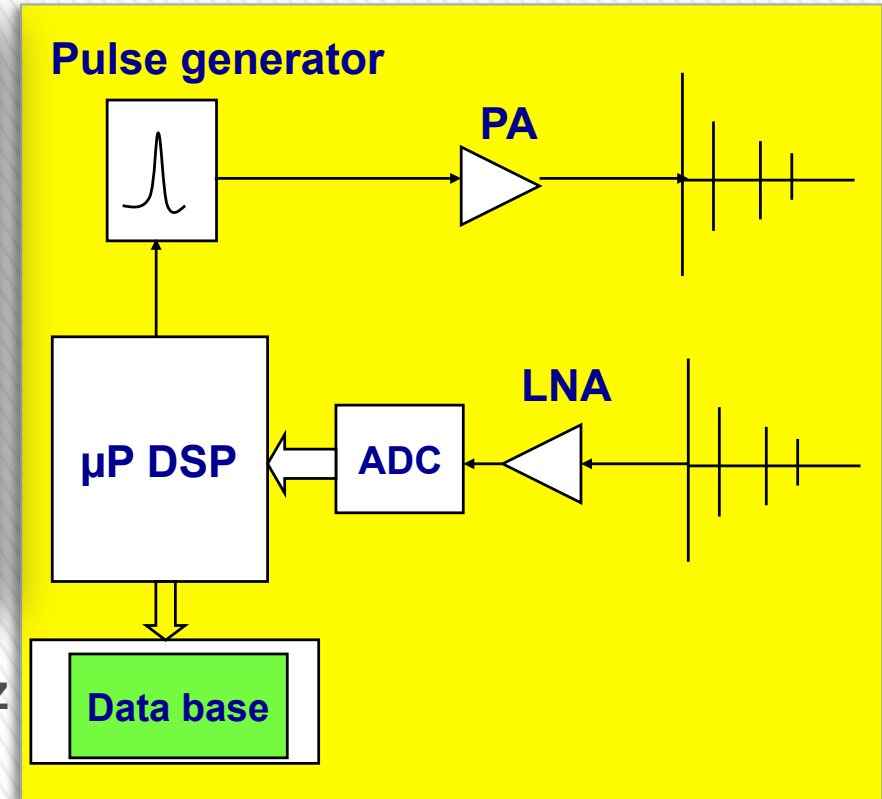 Pulse generator
PA
LNA
µP DSP
ADC
z
Data base